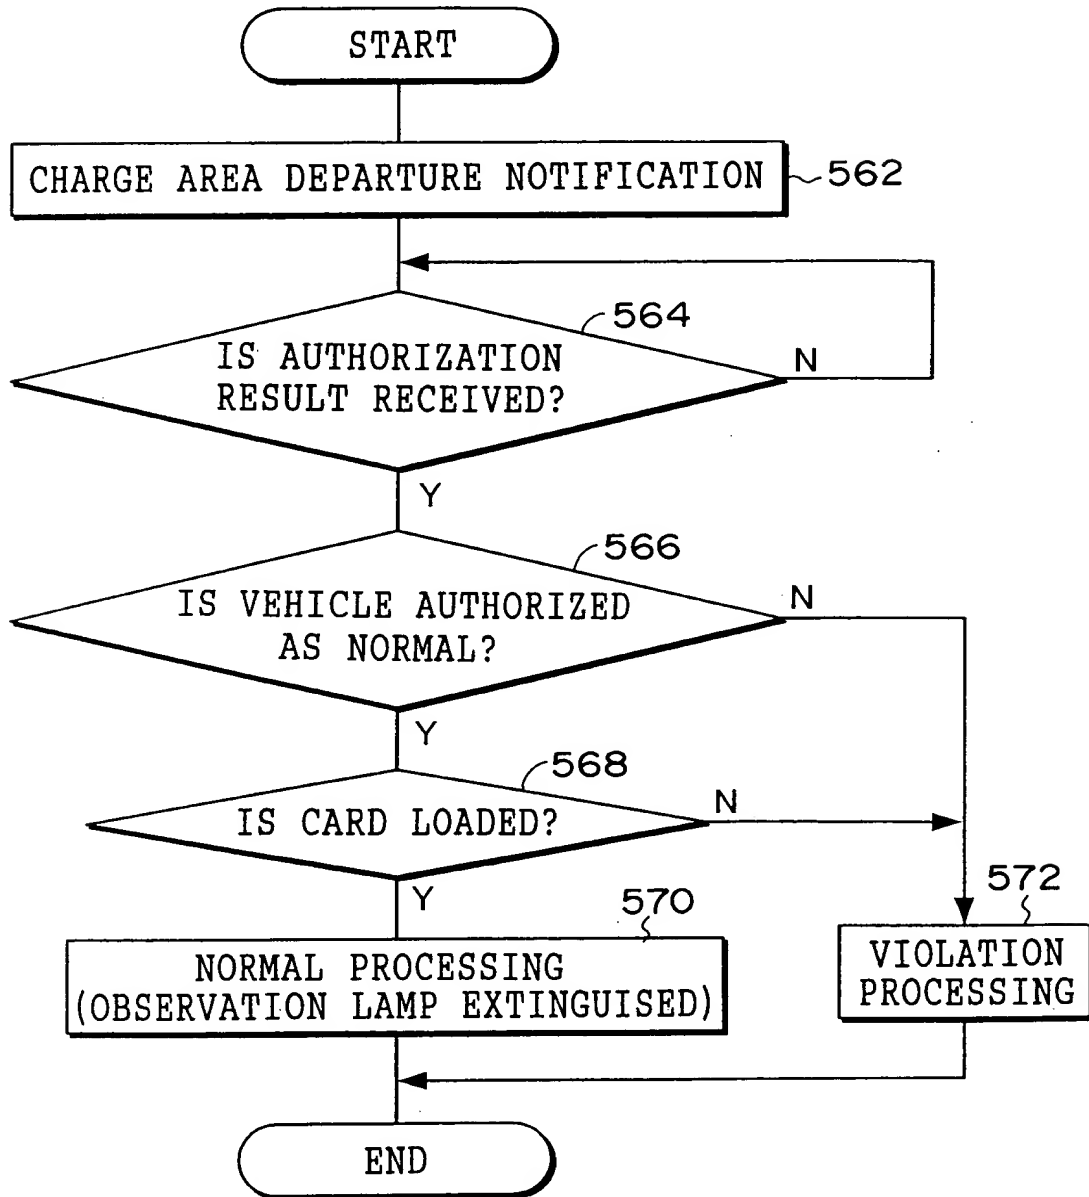 START
CHARGE AREA DEPARTURE NOTIFICATION
562
564
IS AUTHORIZATION
RESULT RECEIVED?
N
Y
566
IS VEHICLE AUTHORIZED
AS NORMAL?
N
Y
568
IS CARD LOADED?
N
Y
570
572
NORMAL PROCESSING
(OBSERVATION LAMP EXTINGUISED)
VIOLATION
PROCESSING
END